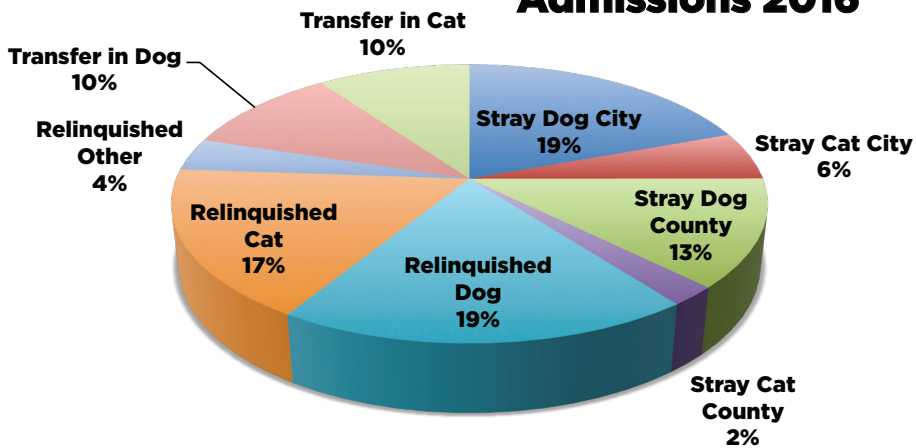 Admissions 2016
Transfer in Cat
10%
Transfer in Dog
10%
Stray Dog City
19%
Stray Cat City
6%
Relinquished
Other
4%
Relinquished
Cat
17%
Stray Dog
County
13%
Relinquished
Dog
19%
Stray Cat
County
2%